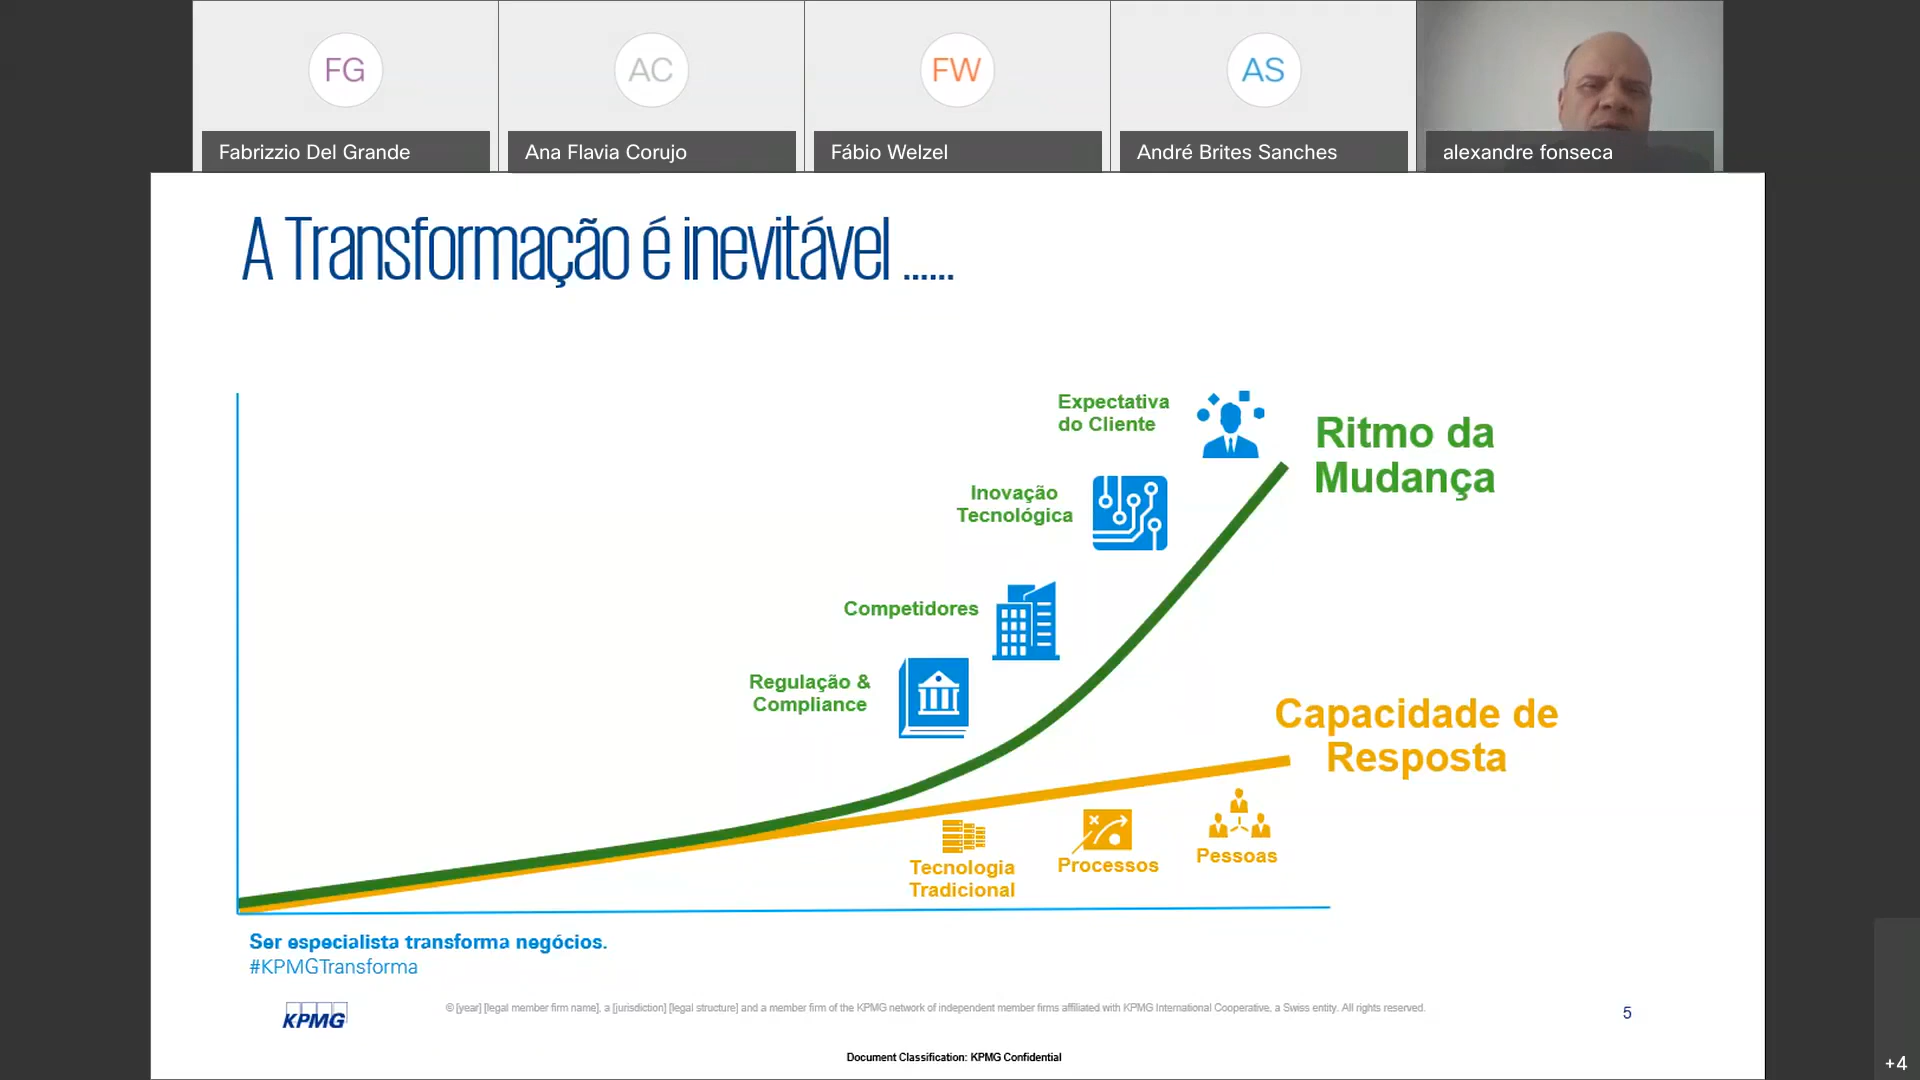 FG
AC
FW
AS
Fabrizzio Del Grande
Ana Flavia Corujo
Fábio Welzel
André Brites Sanches
alexandre fonseca
A Transformação é inevitável ......
Expectativa
do Cliente
Ritmo da
Mudança
Inovação
Tecnológica
Competidores
Regulação &
Compliance
Capacidade de
Resposta
Tecnologia
Tradicional
Processos
Pessoas
Ser especialista transforma negócios.
#KPMGTransforma
KPMG
© [year] [legal member firm name], a [jurisdiction] [legal structure] and a member firm of the KPMG network of independent member firms affiliated with KPMG International Cooperative, a Swiss entity. All rights reserved.
5
Document Classification: KPMG Confidential
+4